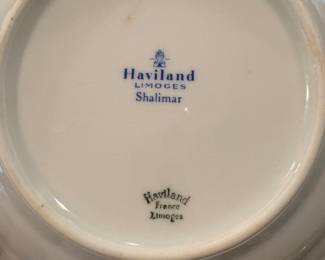 Haviland
LIMOGES
Shalimar
Haviland
France
Limoges